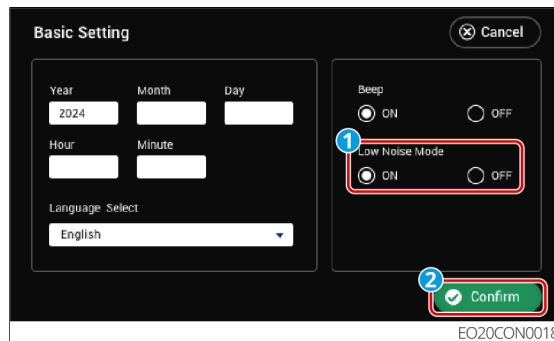 Basic Setting
Cancel
Year Month Day
2024
Hour Minute
Language Select
English
Beep
ON OFF
1
Low Noise Mode
ON OFF
2
Confirm
EO20CON0018